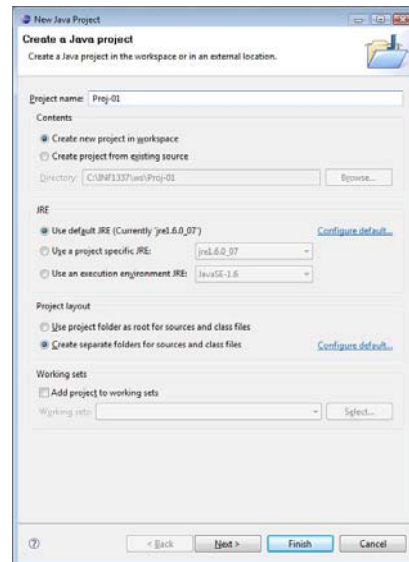 New Java Project
Create a Java project
Create a Java project in the workspace or in an external location.
Project name: Proj-01
Contents
Create new project in workspace
Create project from existing source
Directory: C:\INF1337\ws\Proj-01 Browse...
JRE
Use default JRE (Currently 'jre1.6.0_07') Configure default...
Use a project specific JRE: jre1.6.0_07
Use an execution environment JRE: JavaSE-1.6
Project layout
Use project folder as root for sources and class files
Create separate folders for sources and class files Configure default...
Working sets
Add project to working sets
Working sets: Select...
? < Back Next > Finish Cancel